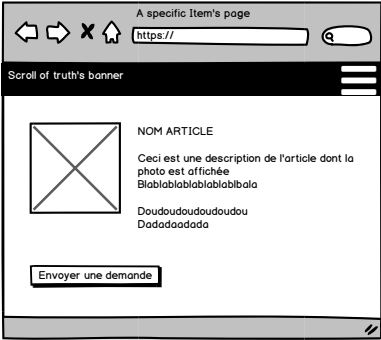 A specific Item's page
https://
Scroll of truth's banner
NOM ARTICLE
Ceci est une description de l'article dont la
photo est affichée
Blablablablablablablbala
Doudoudoudoudoudou
Dadadaadada
Envoyer une demande